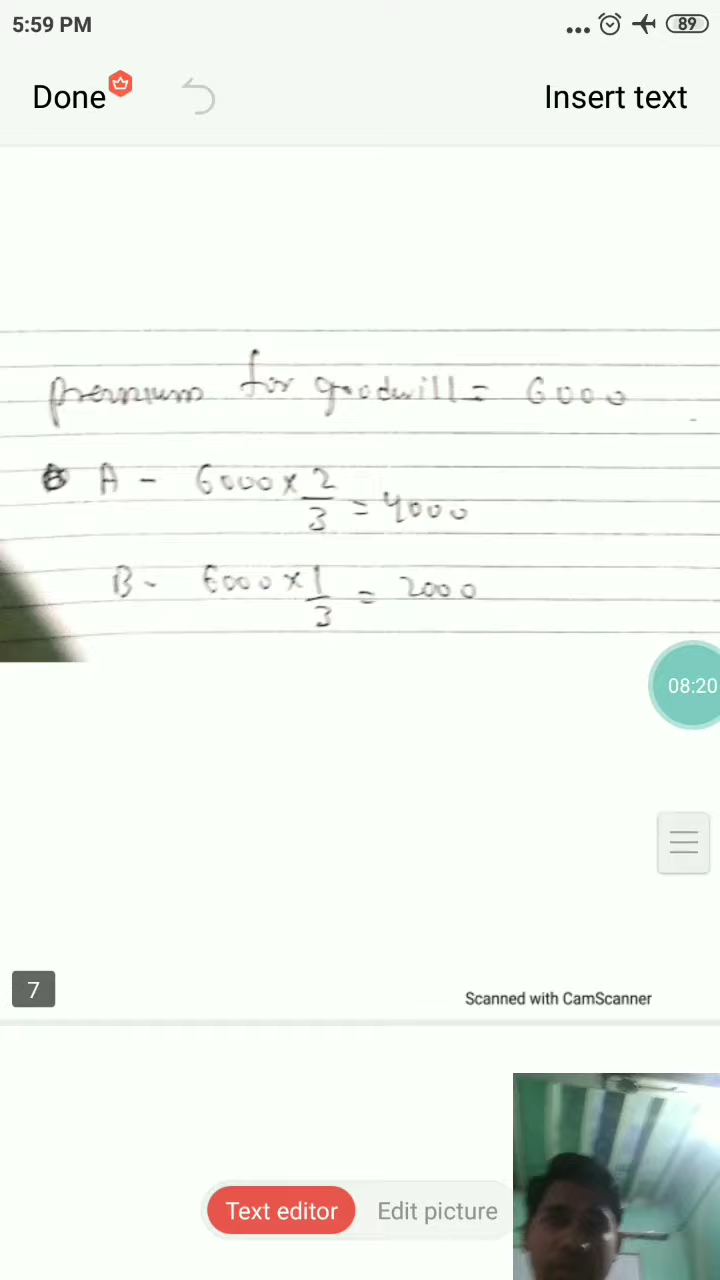 5:59 PM
89
Done
Insert text
premium for goodwill = 6000
A - 6000 × 2/3 = 4000
B - 6000 × 1/3 = 2000
08:20
7
Scanned with CamScanner
Text editor
Edit picture